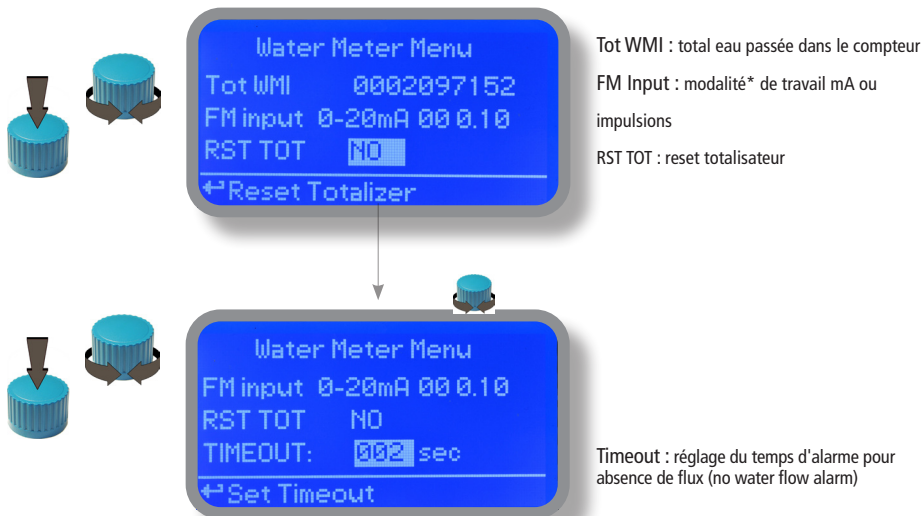 Water Meter Menu
Tot WMI 0002097152
FM input 0-20mA 00 0.10
RST TOT NO
↵Reset Totalizer
Tot WMI : total eau passée dans le compteur
FM Input : modalité* de travail mA ou
impulsions
RST TOT : reset totalisateur
Water Meter Menu
FM input 0-20mA 00 0.10
RST TOT NO
TIMEOUT: 002 sec
↵Set Timeout
Timeout : réglage du temps d'alarme pour
absence de flux (no water flow alarm)